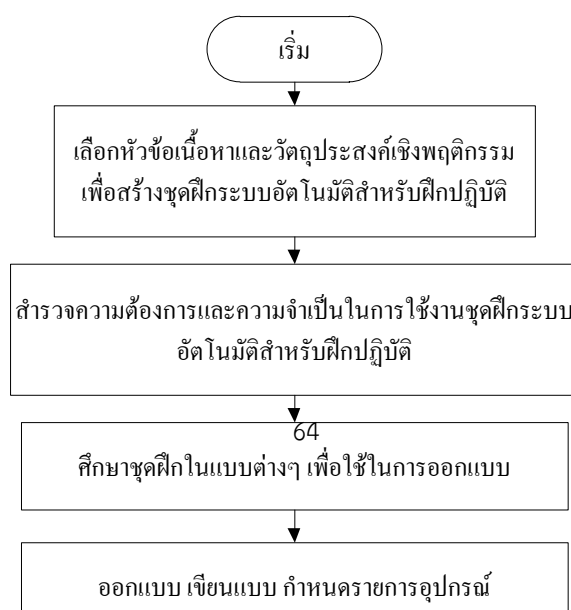 เริ่ม
เลือกหัวข้อเนื้อหาและวัตถุประสงค์เชิงพฤติกรรม
เพื่อสร้างชุดฝึกระบบอัตโนมัติสำหรับฝึกปฏิบัติ
สำรวจความต้องการและความจำเป็นในการใช้งานชุดฝึกระบบ
อัตโนมัติสำหรับฝึกปฏิบัติ
64
ศึกษาชุดฝึกในแบบต่างๆ เพื่อใช้ในการออกแบบ
ออกแบบ เขียนแบบ กำหนดรายการอุปกรณ์